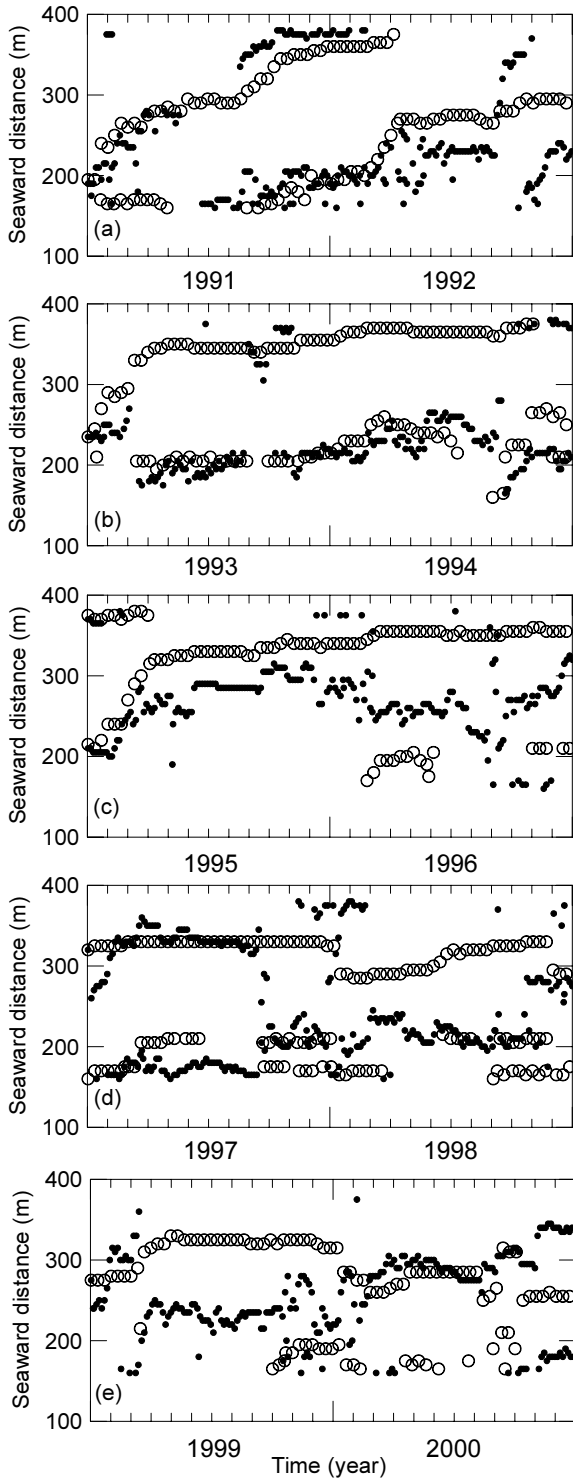 400
300
200
100
Seaward distance (m)
(a)
1991 1992
400
300
200
100
Seaward distance (m)
(b)
1993 1994
400
300
200
100
Seaward distance (m)
(c)
1995 1996
400
300
200
100
Seaward distance (m)
(d)
1997 1998
400
300
200
100
Seaward distance (m)
(e)
1999 2000
Time (year)